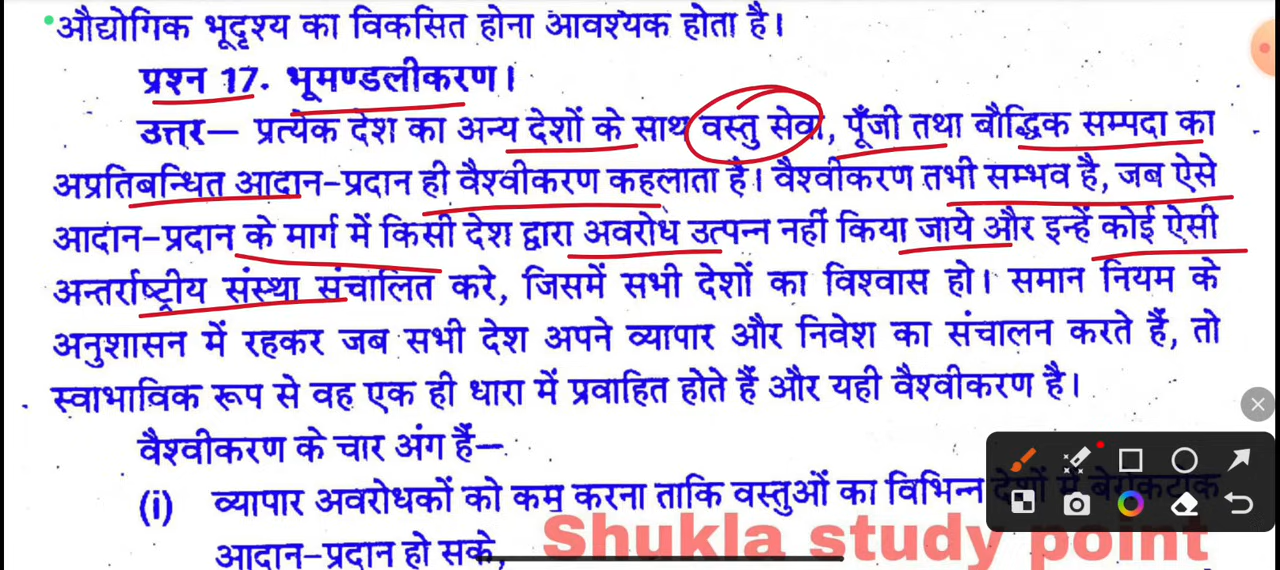 औद्योगिक भूदृश्य का विकसित होना आवश्यक होता है।
प्रश्न 17. भूमण्डलीकरण।
उत्तर— प्रत्येक देश का अन्य देशों के साथ वस्तु सेवा, पूँजी तथा बौद्धिक सम्पदा का
अप्रतिबन्धित आदान-प्रदान ही वैश्वीकरण कहलाता है। वैश्वीकरण तभी सम्भव है, जब ऐसे
आदान-प्रदान के मार्ग में किसी देश द्वारा अवरोध उत्पन्न नहीं किया जाये और इन्हें कोई ऐसी
अन्तर्राष्ट्रीय संस्था संचालित करे, जिसमें सभी देशों का विश्वास हो। समान नियम के
अनुशासन में रहकर जब सभी देश अपने व्यापार और निवेश का संचालन करते हैं, तो
स्वाभाविक रूप से वह एक ही धारा में प्रवाहित होते हैं और यही वैश्वीकरण है।
वैश्वीकरण के चार अंग हैं—
(i) व्यापार अवरोधकों को कम करना ताकि वस्तुओं का विभिन्न देशों में बेरोकटोक
आदान-प्रदान हो सके,
Shukla study point